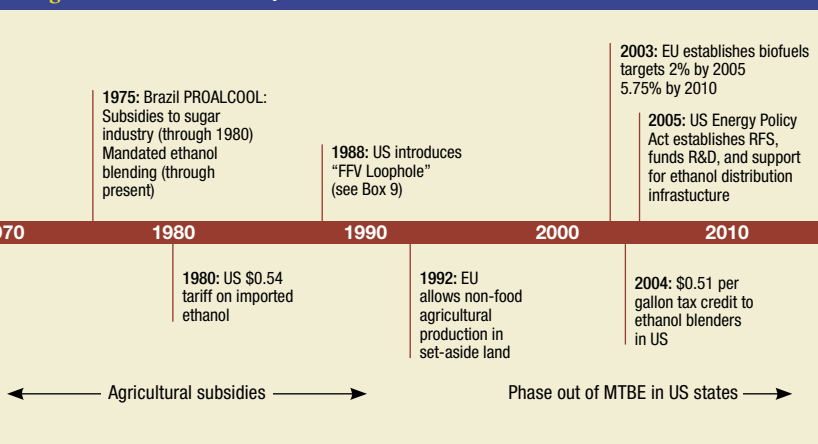 1975: Brazil PROALCOOL:
Subsidies to sugar
industry (through 1980)
Mandated ethanol
blending (through
present)
1988: US introduces
“FFV Loophole”
(see Box 9)
2003: EU establishes biofuels
targets 2% by 2005
5.75% by 2010
2005: US Energy Policy
Act establishes RFS,
funds R&D, and support
for ethanol distribution
infrastucture
70 1980 1990 2000 2010
1980: US $0.54
tariff on imported
ethanol
1992: EU
allows non-food
agricultural
production in
set-aside land
2004: $0.51 per
gallon tax credit to
ethanol blenders
in US
Agricultural subsidies
Phase out of MTBE in US states